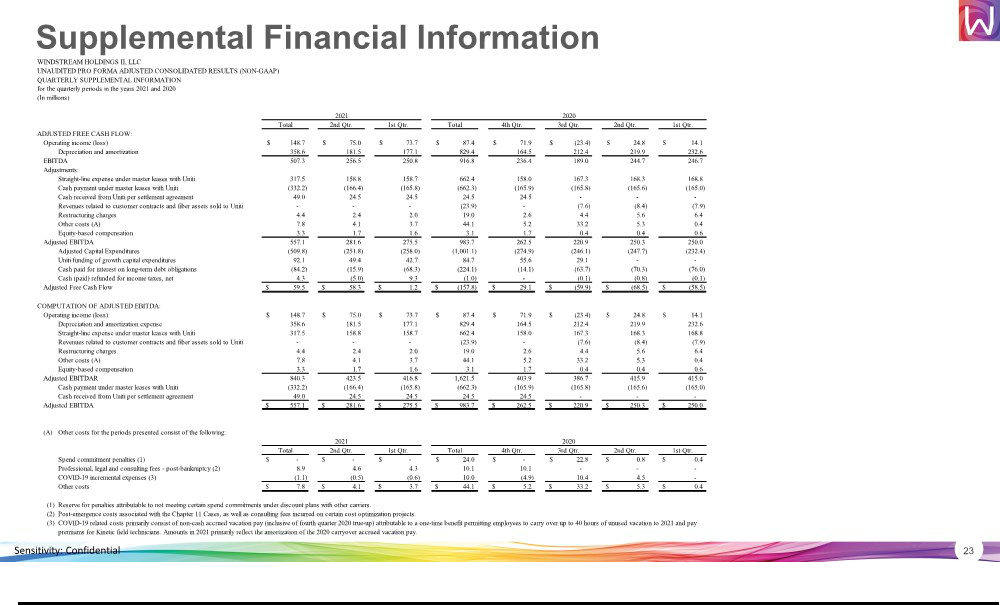 Supplemental Financial Information
WINDSTREAM HOLDINGS II, LLC
UNAUDITED PRO FORMA ADJUSTED CONSOLIDATED RESULTS (NON-GAAP)
QUARTERLY SUPPLEMENTAL INFORMATION
for the quarterly periods in the years 2021 and 2020
(In millions)
2021 2020
Total 2nd Qtr. 1st Qtr. Total 4th Qtr. 3rd Qtr. 2nd Qtr. 1st Qtr.
ADJUSTED FREE CASH FLOW:
Operating income (loss) $ 148.7 $ 75.0 $ 73.7 $ 87.4 $ 71.9 $ (23.4) $ 24.8 $ 14.1
Depreciation and amortization 358.6 181.5 177.1 829.4 164.5 212.4 219.9 232.6
EBITDA 507.3 256.5 250.8 916.8 236.4 189.0 244.7 246.7
Adjustments:
Straight-line expense under master leases with Uniti 317.5 158.8 158.7 662.4 158.0 167.3 168.3 168.8
Cash payment under master leases with Uniti (332.2) (166.4) (165.8) (662.3) (165.9) (165.8) (165.6) (165.0)
Cash received from Uniti per settlement agreement 49.0 24.5 24.5 24.5 24.5 - - -
Revenues related to customer contracts and fiber assets sold to Uniti - - - (23.9) - (7.6) (8.4) (7.9)
Restructuring charges 4.4 2.4 2.0 19.0 2.6 4.4 5.6 6.4
Other costs (A) 7.8 4.1 3.7 44.1 5.2 33.2 5.3 0.4
Equity-based compensation 3.3 1.7 1.6 3.1 1.7 0.4 0.4 0.6
Adjusted EBITDA 557.1 281.6 275.5 983.7 262.5 220.9 250.3 250.0
Adjusted Capital Expenditures (509.8) (251.8) (258.0) (1,001.1) (274.9) (246.1) (247.7) (232.4)
Uniti funding of growth capital expenditures 92.1 49.4 42.7 84.7 55.6 29.1 - -
Cash paid for interest on long-term debt obligations (84.2) (15.9) (68.3) (224.1) (14.1) (63.7) (70.3) (76.0)
Cash (paid) refunded for income taxes, net 4.3 (5.0) 9.3 (1.0) - (0.1) (0.8) (0.1)
Adjusted Free Cash Flow $ 59.5 $ 58.3 $ 1.2 $ (157.8) $ 29.1 $ (59.9) $ (68.5) $ (58.5)
COMPUTATION OF ADJUSTED EBITDA:
Operating income (loss) $ 148.7 $ 75.0 $ 73.7 $ 87.4 $ 71.9 $ (23.4) $ 24.8 $ 14.1
Depreciation and amortization expense 358.6 181.5 177.1 829.4 164.5 212.4 219.9 232.6
Straight-line expense under master leases with Uniti 317.5 158.8 158.7 662.4 158.0 167.3 168.3 168.8
Revenues related to customer contracts and fiber assets sold to Uniti - - - (23.9) - (7.6) (8.4) (7.9)
Restructuring charges 4.4 2.4 2.0 19.0 2.6 4.4 5.6 6.4
Other costs (A) 7.8 4.1 3.7 44.1 5.2 33.2 5.3 0.4
Equity-based compensation 3.3 1.7 1.6 3.1 1.7 0.4 0.4 0.6
Adjusted EBITDAR 840.3 423.5 416.8 1,621.5 403.9 386.7 415.9 415.0
Cash payment under master leases with Uniti (332.2) (166.4) (165.8) (662.3) (165.9) (165.8) (165.6) (165.0)
Cash received from Uniti per settlement agreement 49.0 24.5 24.5 24.5 24.5 - - -
Adjusted EBITDA $ 557.1 $ 281.6 $ 275.5 $ 983.7 $ 262.5 $ 220.9 $ 250.3 $ 250.0
(A) Other costs for the periods presented consist of the following:
2021 2020
Total 2nd Qtr. 1st Qtr. Total 4th Qtr. 3rd Qtr. 2nd Qtr. 1st Qtr.
Spend commitment penalties (1) $ - $ - $ - $ 24.0 $ - $ 22.8 $ 0.8 $ 0.4
Professional, legal and consulting fees - post-bankruptcy (2) 8.9 4.6 4.3 10.1 10.1 - - -
COVID-19 incremental expenses (3) (1.1) (0.5) (0.6) 10.0 (4.9) 10.4 4.5 -
Other costs $ 7.8 $ 4.1 $ 3.7 $ 44.1 $ 5.2 $ 33.2 $ 5.3 $ 0.4
(1) Reserve for penalties attributable to not meeting certain spend commitments under discount plans with other carriers.
(2) Post-emergence costs associated with the Chapter 11 Cases, as well as consulting fees incurred on certain cost optimization projects.
(3) COVID-19 related costs primarily consist of non-cash accrued vacation pay (inclusive of fourth quarter 2020 true-up) attributable to a one-time benefit permitting employees to carry over up to 40 hours of unused vacation to 2021 and pay
premiums for Kinetic field technicians. Amounts in 2021 primarily reflect the amortization of the 2020 carryover accrued vacation pay.
Sensitivity: Confidential
23